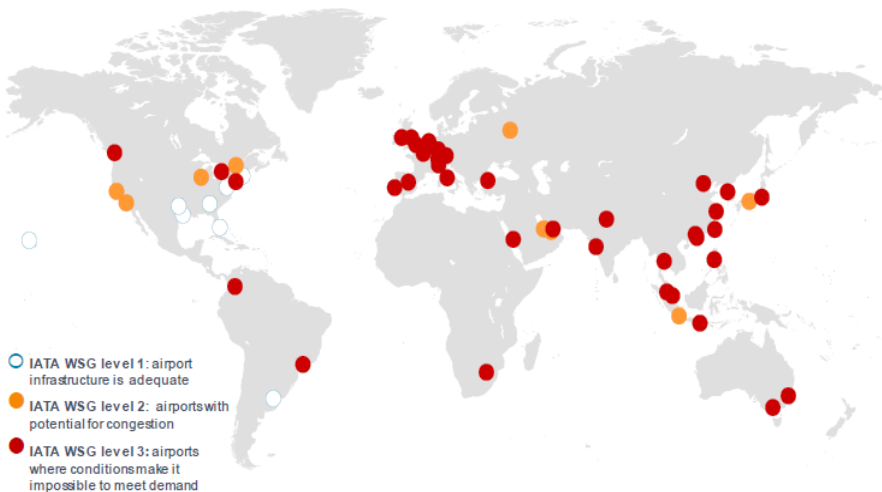 IATA WSG level 1: airport
infrastructure is adequate
IATA WSG level 2: airports with
potential for congestion
IATA WSG level 3: airports
where conditions make it
impossible to meet demand